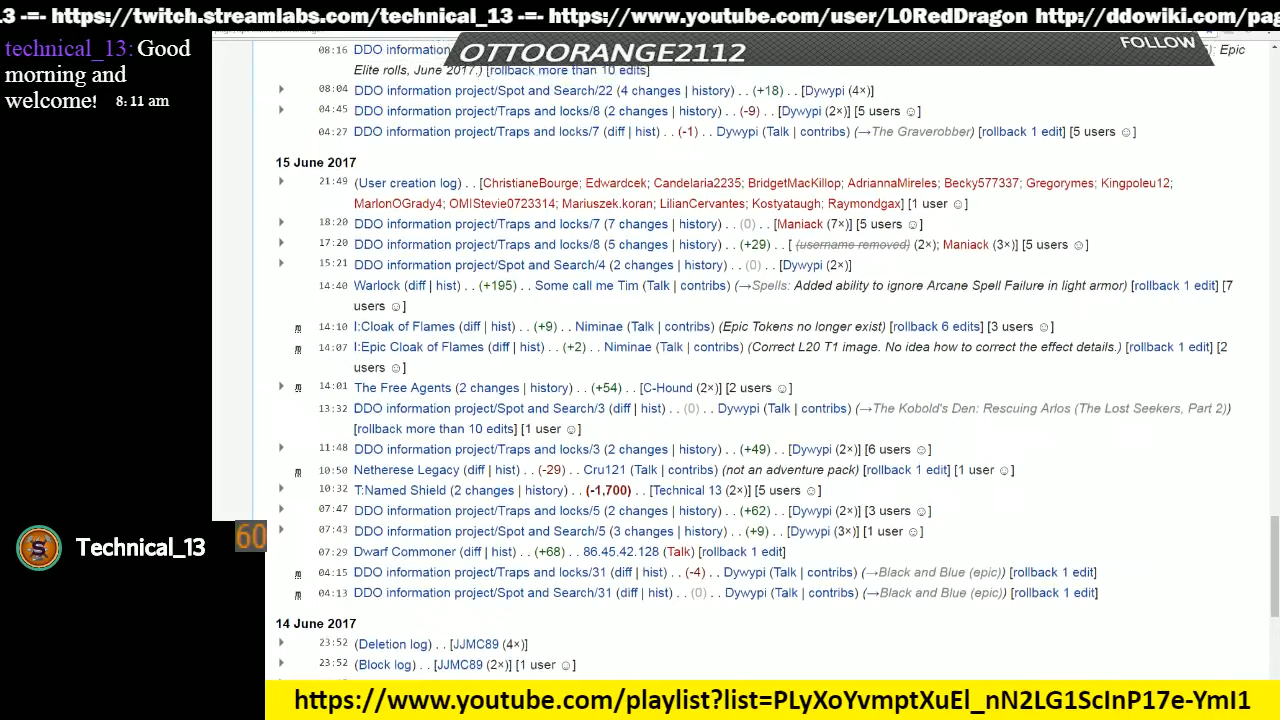 13 -=- https://twitch.streamlabs.com/technical_13 -=- https://www.youtube.com/user/L0RedDragon http://ddowiki.com/pag
technical_13: Good
morning and
welcome! 8:11 am
OTTOORANGE2112
FOLLOW
08:16 DDO information
): Epic
Elite rolls, June 2017.) [rollback more than 10 edits]
08:04 DDO information project/Spot and Search/22 (4 changes | history) . . (+18) . . [Dywypi (4×)]
04:45 DDO information project/Traps and locks/8 (2 changes | history) . . (-9) . . [Dywypi (2×)] [5 users ☺]
04:27 DDO information project/Traps and locks/7 (diff | hist) . . (-1) . . Dywypi (Talk | contribs) (→The Graverobber) [rollback 1 edit] [5 users ☺]
15 June 2017
21:49 (User creation log) . . [ChristianeBourge; Edwardcek; Candelaria2235; BridgetMacKillop; AdriannaMireles; Becky577337; Gregorymes; Kingpoleu12;
MarlonOGrady4; OMIStevie0723314; Mariuszek.koran; LilianCervantes; Kostyataugh; Raymondgax] [1 user ☺]
18:20 DDO information project/Traps and locks/7 (7 changes | history) . . (0) . . [Maniack (7×)] [5 users ☺]
17:20 DDO information project/Traps and locks/8 (5 changes | history) . . (+29) . . [ (username removed) (2×); Maniack (3×)] [5 users ☺]
15:21 DDO information project/Spot and Search/4 (2 changes | history) . . (0) . . [Dywypi (2×)]
14:40 Warlock (diff | hist) . . (+195) . . Some call me Tim (Talk | contribs) (→Spells: Added ability to ignore Arcane Spell Failure in light armor) [rollback 1 edit] [7
users ☺]
m 14:10 I:Cloak of Flames (diff | hist) . . (+9) . . Niminae (Talk | contribs) (Epic Tokens no longer exist) [rollback 6 edits] [3 users ☺]
m 14:07 I:Epic Cloak of Flames (diff | hist) . . (+2) . . Niminae (Talk | contribs) (Correct L20 T1 image. No idea how to correct the effect details.) [rollback 1 edit] [2
users ☺]
m 14:01 The Free Agents (2 changes | history) . . (+54) . . [C-Hound (2×)] [2 users ☺]
13:32 DDO information project/Spot and Search/3 (diff | hist) . . (0) . . Dywypi (Talk | contribs) (→The Kobold's Den: Rescuing Arlos (The Lost Seekers, Part 2))
[rollback more than 10 edits] [1 user ☺]
11:48 DDO information project/Traps and locks/3 (2 changes | history) . . (+49) . . [Dywypi (2×)] [6 users ☺]
m 10:50 Netherese Legacy (diff | hist) . . (-29) . . Cru121 (Talk | contribs) (not an adventure pack) [rollback 1 edit] [1 user ☺]
10:32 T:Named Shield (2 changes | history) . . (-1,700) . . [Technical 13 (2×)] [5 users ☺]
07:47 DDO information project/Traps and locks/5 (2 changes | history) . . (+62) . . [Dywypi (2×)] [3 users ☺]
07:43 DDO information project/Spot and Search/5 (3 changes | history) . . (+9) . . [Dywypi (3×)] [1 user ☺]
07:29 Dwarf Commoner (diff | hist) . . (+68) . . 86.45.42.128 (Talk) [rollback 1 edit]
m 04:15 DDO information project/Traps and locks/31 (diff | hist) . . (-4) . . Dywypi (Talk | contribs) (→Black and Blue (epic)) [rollback 1 edit]
m 04:13 DDO information project/Spot and Search/31 (diff | hist) . . (0) . . Dywypi (Talk | contribs) (→Black and Blue (epic)) [rollback 1 edit]
14 June 2017
23:52 (Deletion log) . . [JJMC89 (4×)]
23:52 (Block log) . . [JJMC89 (2×)] [1 user ☺]
S
Technical_13
60
https://www.youtube.com/playlist?list=PLyXoYvmptXuEl_nN2LG1ScInP17e-YmI1